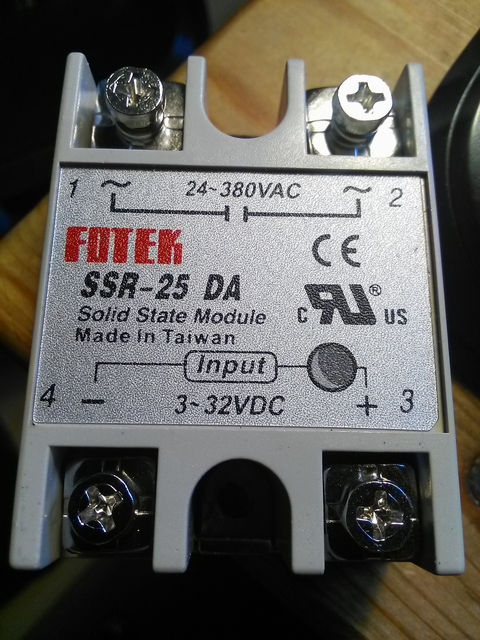 1 ~ 24~380VAC ~ 2
FOTEK
CE
SSR-25 DA
Solid State Module
c RU ® US
Made In Taiwan
Input
4 − 3~32VDC + 3